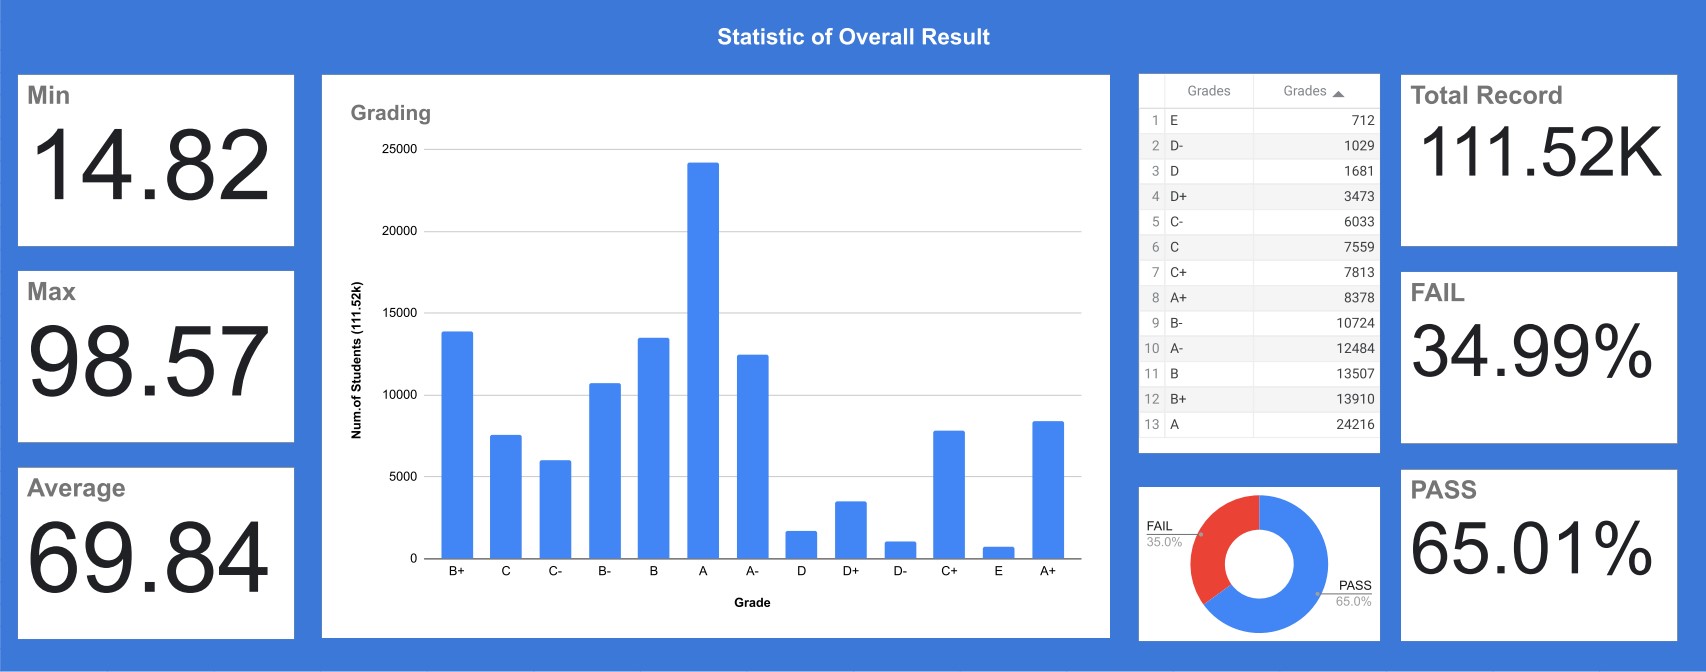 Statistic of Overall Result
Min
14.82
Max
98.57
Average
69.84
Grading
Num.of Students (111.52k)
25000
20000
15000
10000
5000
0
B+ C C- B- B A A- D D+ D- C+ E A+
Grade
Grades Grades
1 E 712
2 D- 1029
3 D 1681
4 D+ 3473
5 C- 6033
6 C 7559
7 C+ 7813
8 A+ 8378
9 B- 10724
10 A- 12484
11 B 13507
12 B+ 13910
13 A 24216
FAIL
35.0%
PASS
65.0%
Total Record
111.52K
FAIL
34.99%
PASS
65.01%